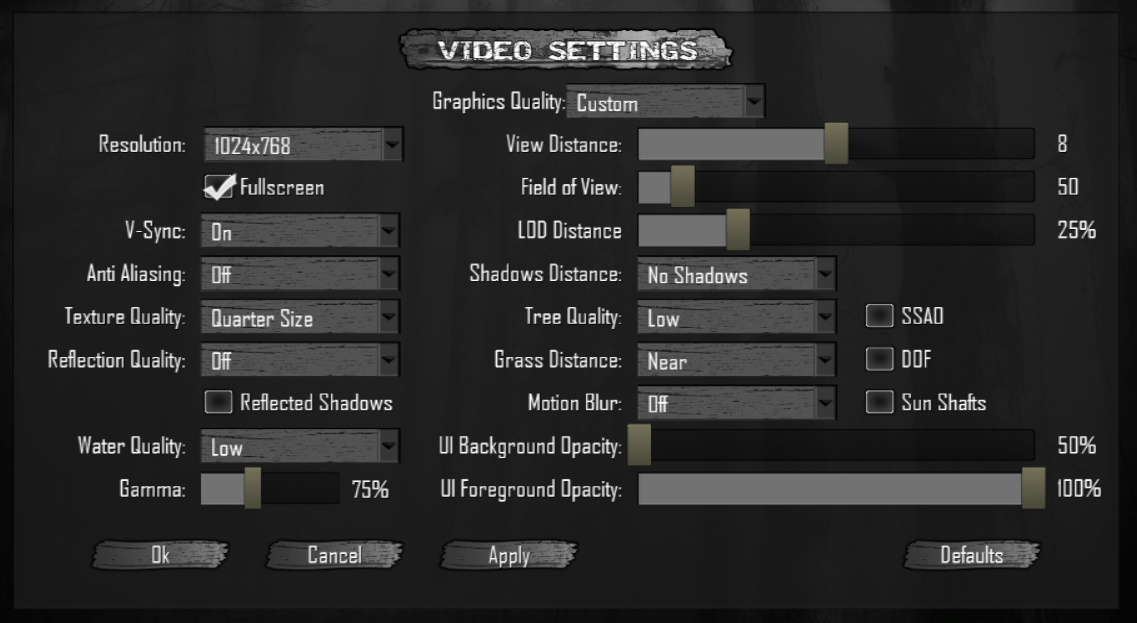 VIDEO SETTINGS
Graphics Quality: Custom
Resolution: 1024x768
View Distance: 8
Fullscreen
Field of View: 50
V-Sync: On
LOD Distance 25%
Anti Aliasing: Off
Shadows Distance: No Shadows
Texture Quality: Quarter Size
Tree Quality: Low
SSAO
Reflection Quality: Off
Grass Distance: Near
DOF
Reflected Shadows
Motion Blur: Off
Sun Shafts
Water Quality: Low
UI Background Opacity: 50%
Gamma: 75%
UI Foreground Opacity: 100%
Ok
Cancel
Apply
Defaults